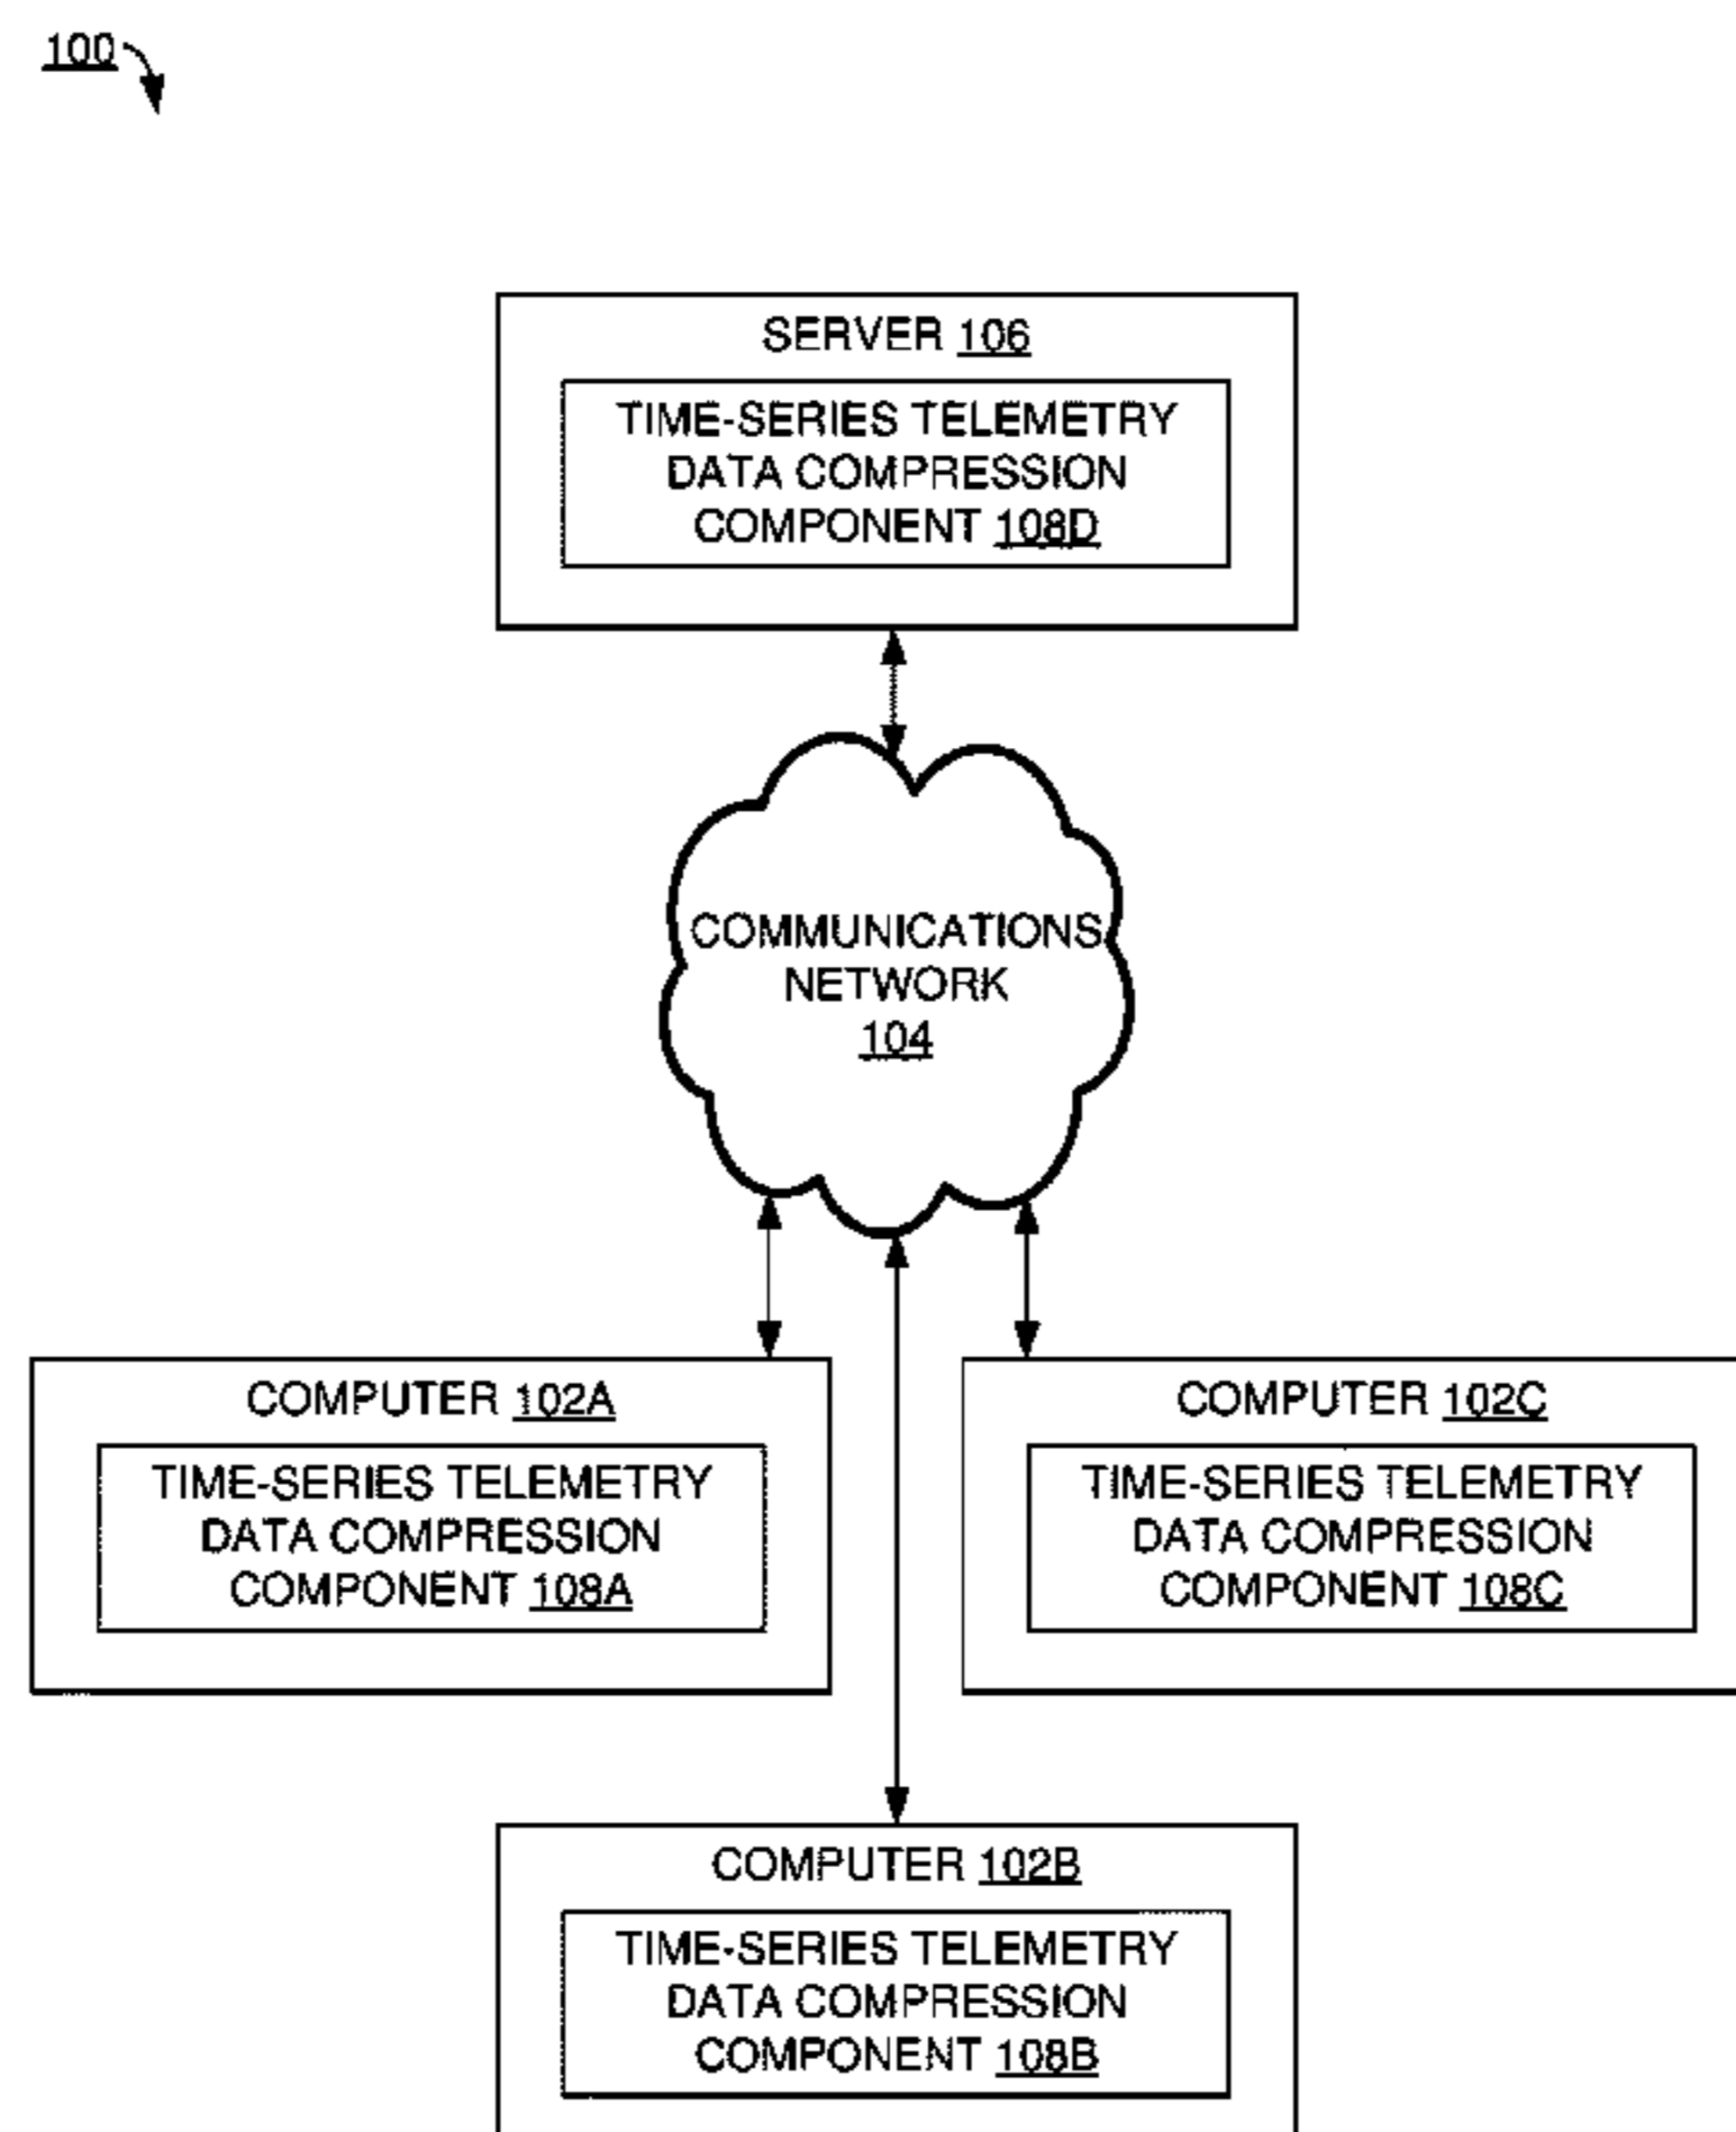 100
SERVER 106
TIME-SERIES TELEMETRY
DATA COMPRESSION
COMPONENT 108D
COMMUNICATIONS
NETWORK
104
COMPUTER 102A
TIME-SERIES TELEMETRY
DATA COMPRESSION
COMPONENT 108A
COMPUTER 102C
TIME-SERIES TELEMETRY
DATA COMPRESSION
COMPONENT 108C
COMPUTER 102B
TIME-SERIES TELEMETRY
DATA COMPRESSION
COMPONENT 108B